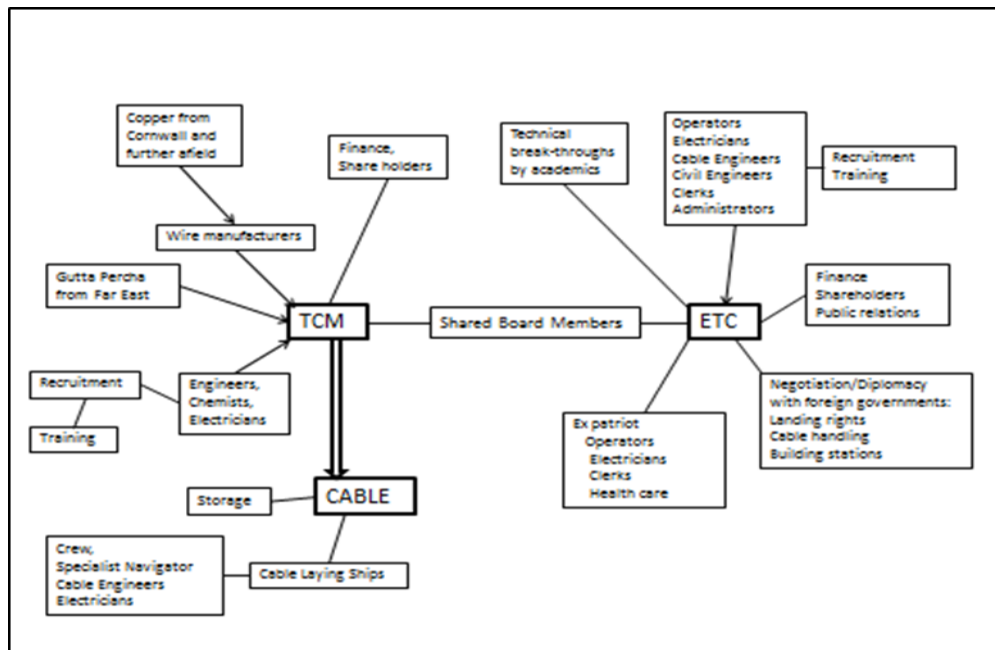 Copper from
Cornwall and
further afield
Finance,
Share holders
Technical
break-throughs
by academics
Operators
Electricians
Cable Engineers
Civil Engineers
Clerks
Administrators
Recruitment
Training
Wire manufacturers
Gutta Percha
from Far East
TCM
Shared Board Members
ETC
Finance
Shareholders
Public relations
Recruitment
Training
Engineers,
Chemists,
Electricians
Negotiation/Diplomacy
with foreign governments:
Landing rights
Cable handling
Building stations
Ex patriot
Operators
Electricians
Clerks
Health care
Storage
CABLE
Crew,
Specialist Navigator
Cable Engineers
Electricians
Cable Laying Ships